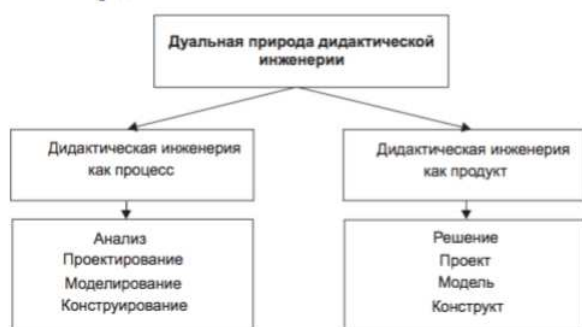 Дуальная природа дидактической
инженерии
Дидактическая инженерия
как процесс
Дидактическая инженерия
как продукт
Анализ
Проектирование
Моделирование
Конструирование
Решение
Проект
Модель
Конструкт